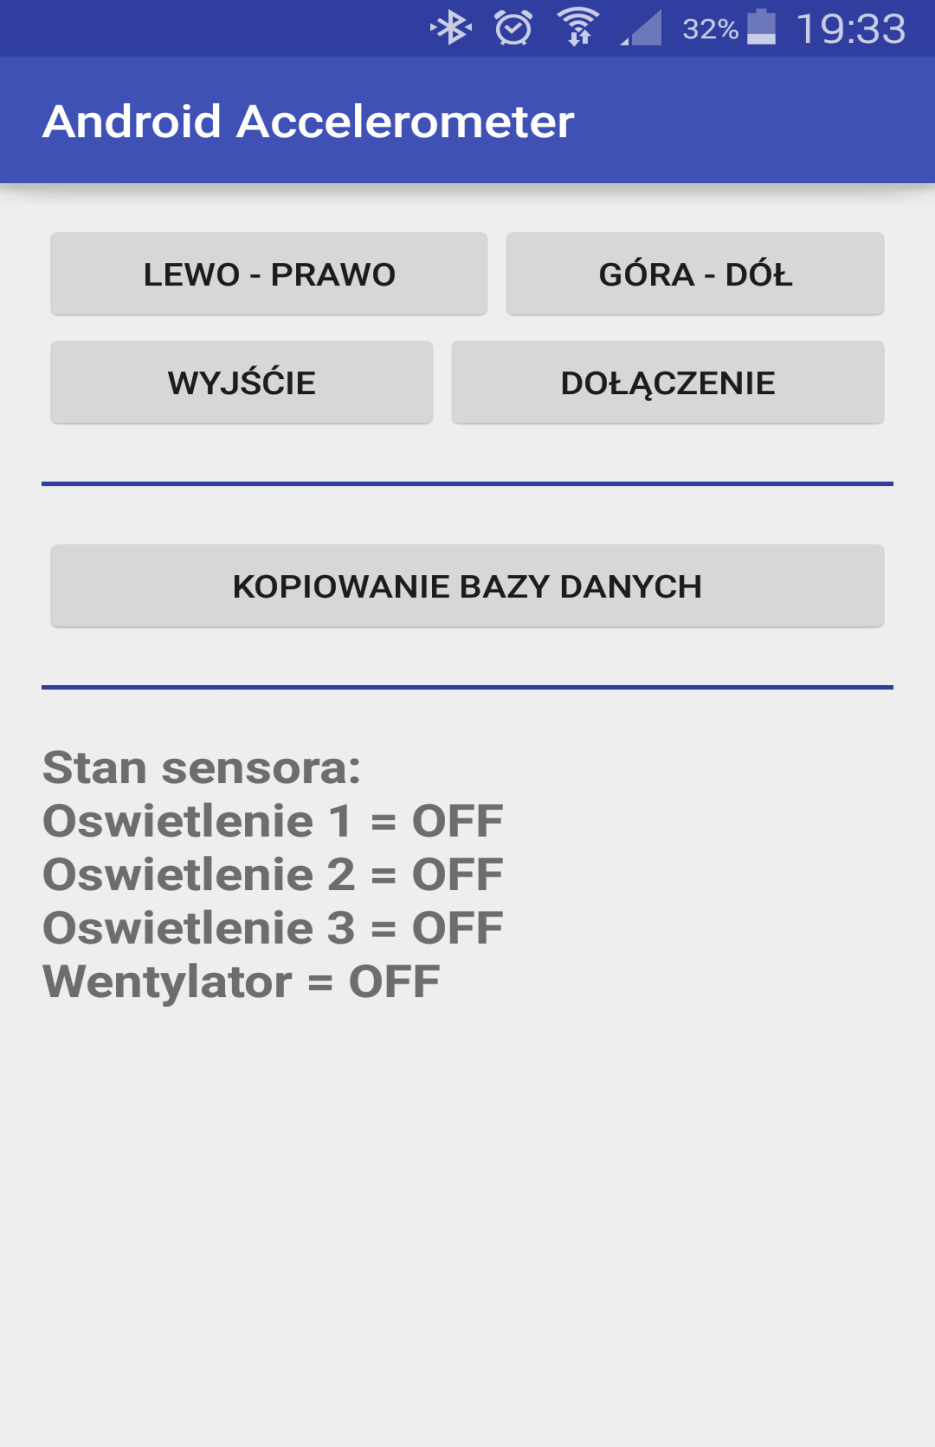 32% 19:33
Android Accelerometer
LEWO - PRAWO GÓRA - DÓŁ
WYJŚĆIE DOŁĄCZENIE
KOPIOWANIE BAZY DANYCH
Stan sensora:
Oswietlenie 1 = OFF
Oswietlenie 2 = OFF
Oswietlenie 3 = OFF
Wentylator = OFF